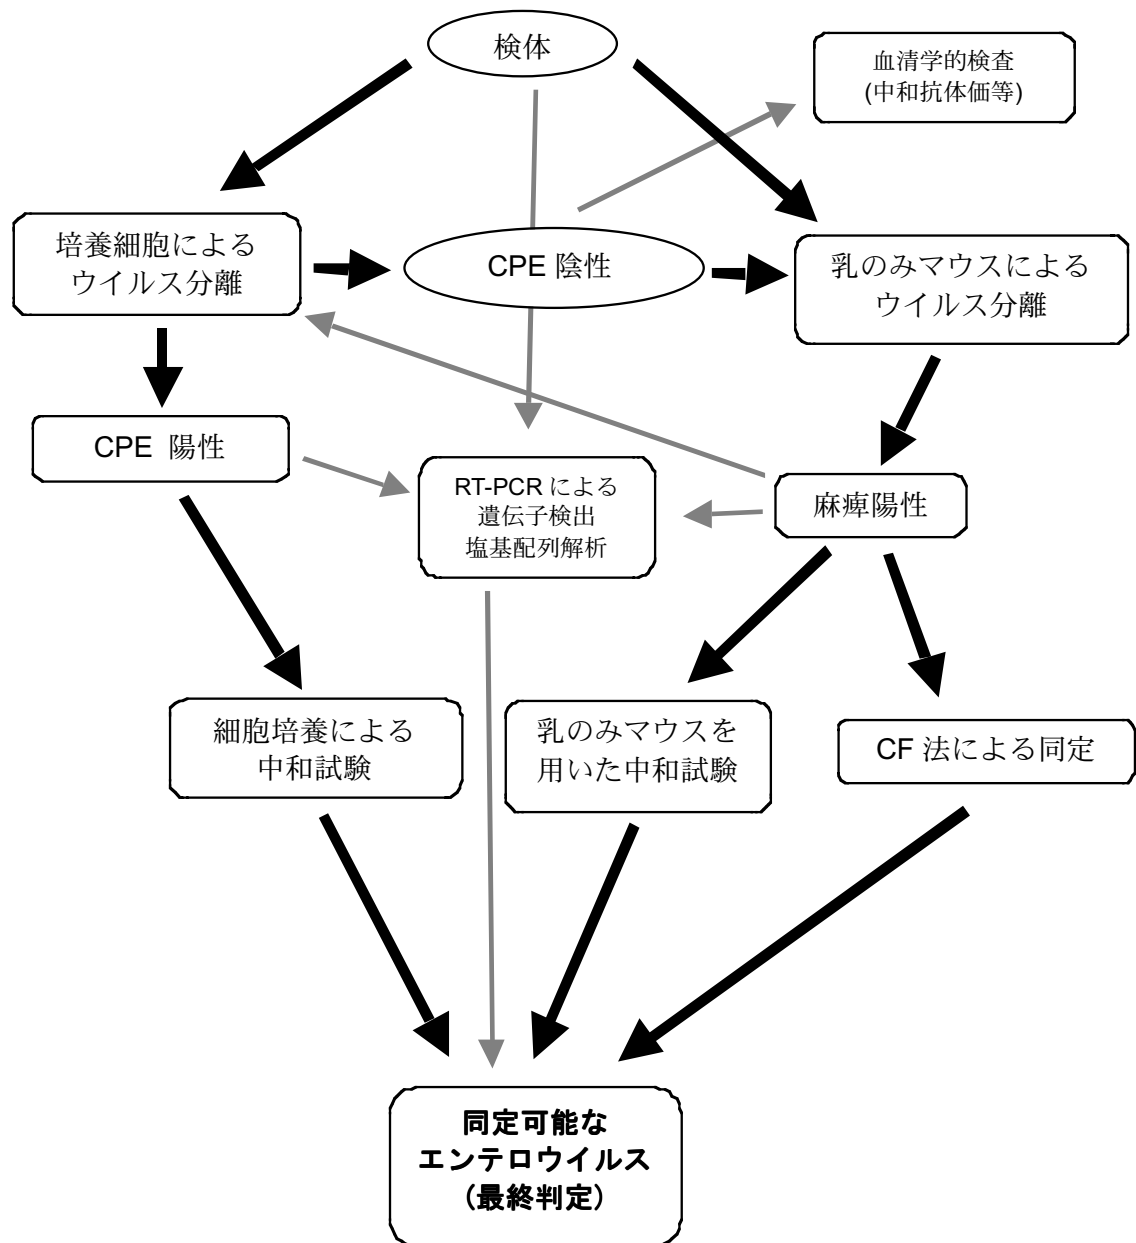 検体
血清学的検査
(中和抗体価等)
培養細胞による
ウイルス分離
CPE 陰性
乳のみマウスによる
ウイルス分離
CPE 陽性
RT-PCR による
遺伝子検出
塩基配列解析
麻痺陽性
細胞培養による
中和試験
乳のみマウスを
用いた中和試験
CF 法による同定
同定可能な
エンテロウイルス
(最終判定)